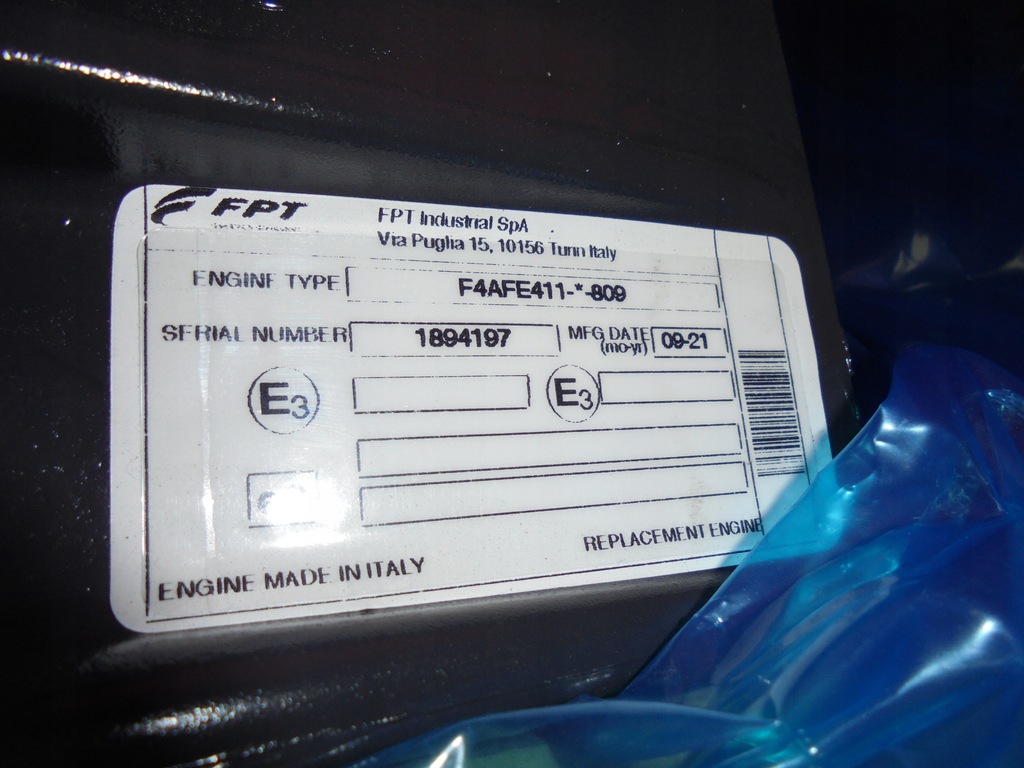 FPT
FPT Industrial SpA
Via Puglia 15, 10156 Turin Italy
ENGINE TYPE F4AFE411-*-809
SERIAL NUMBER 1894197 MFG DATE (mo-yr) 09-21
E3 E3
REPLACEMENT ENGINE
ENGINE MADE IN ITALY